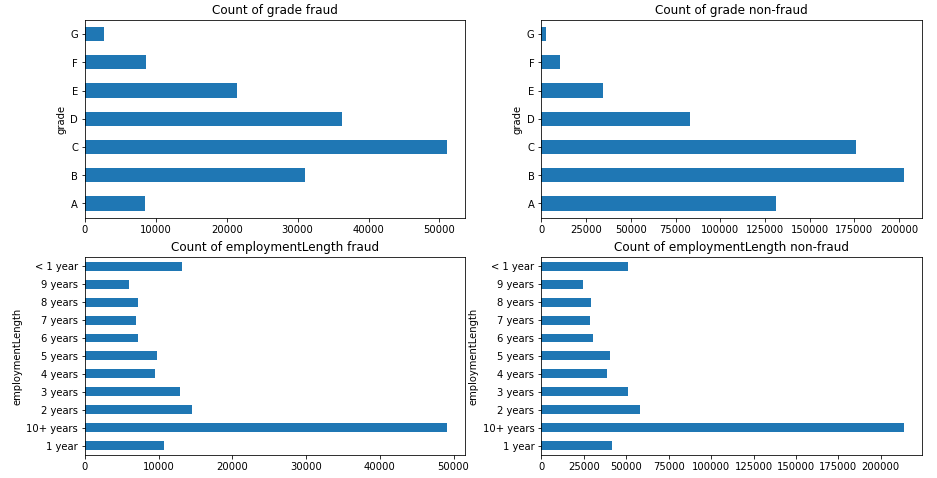 Count of grade fraud
grade
G
F
E
D
C
B
A
0 10000 20000 30000 40000 50000
Count of grade non-fraud
grade
G
F
E
D
C
B
A
0 25000 50000 75000 100000 125000 150000 175000 200000
Count of employmentLength fraud
employmentLength
< 1 year
9 years
8 years
7 years
6 years
5 years
4 years
3 years
2 years
10+ years
1 year
0 10000 20000 30000 40000 50000
Count of employmentLength non-fraud
employmentLength
< 1 year
9 years
8 years
7 years
6 years
5 years
4 years
3 years
2 years
10+ years
1 year
0 25000 50000 75000 100000 125000 150000 175000 200000